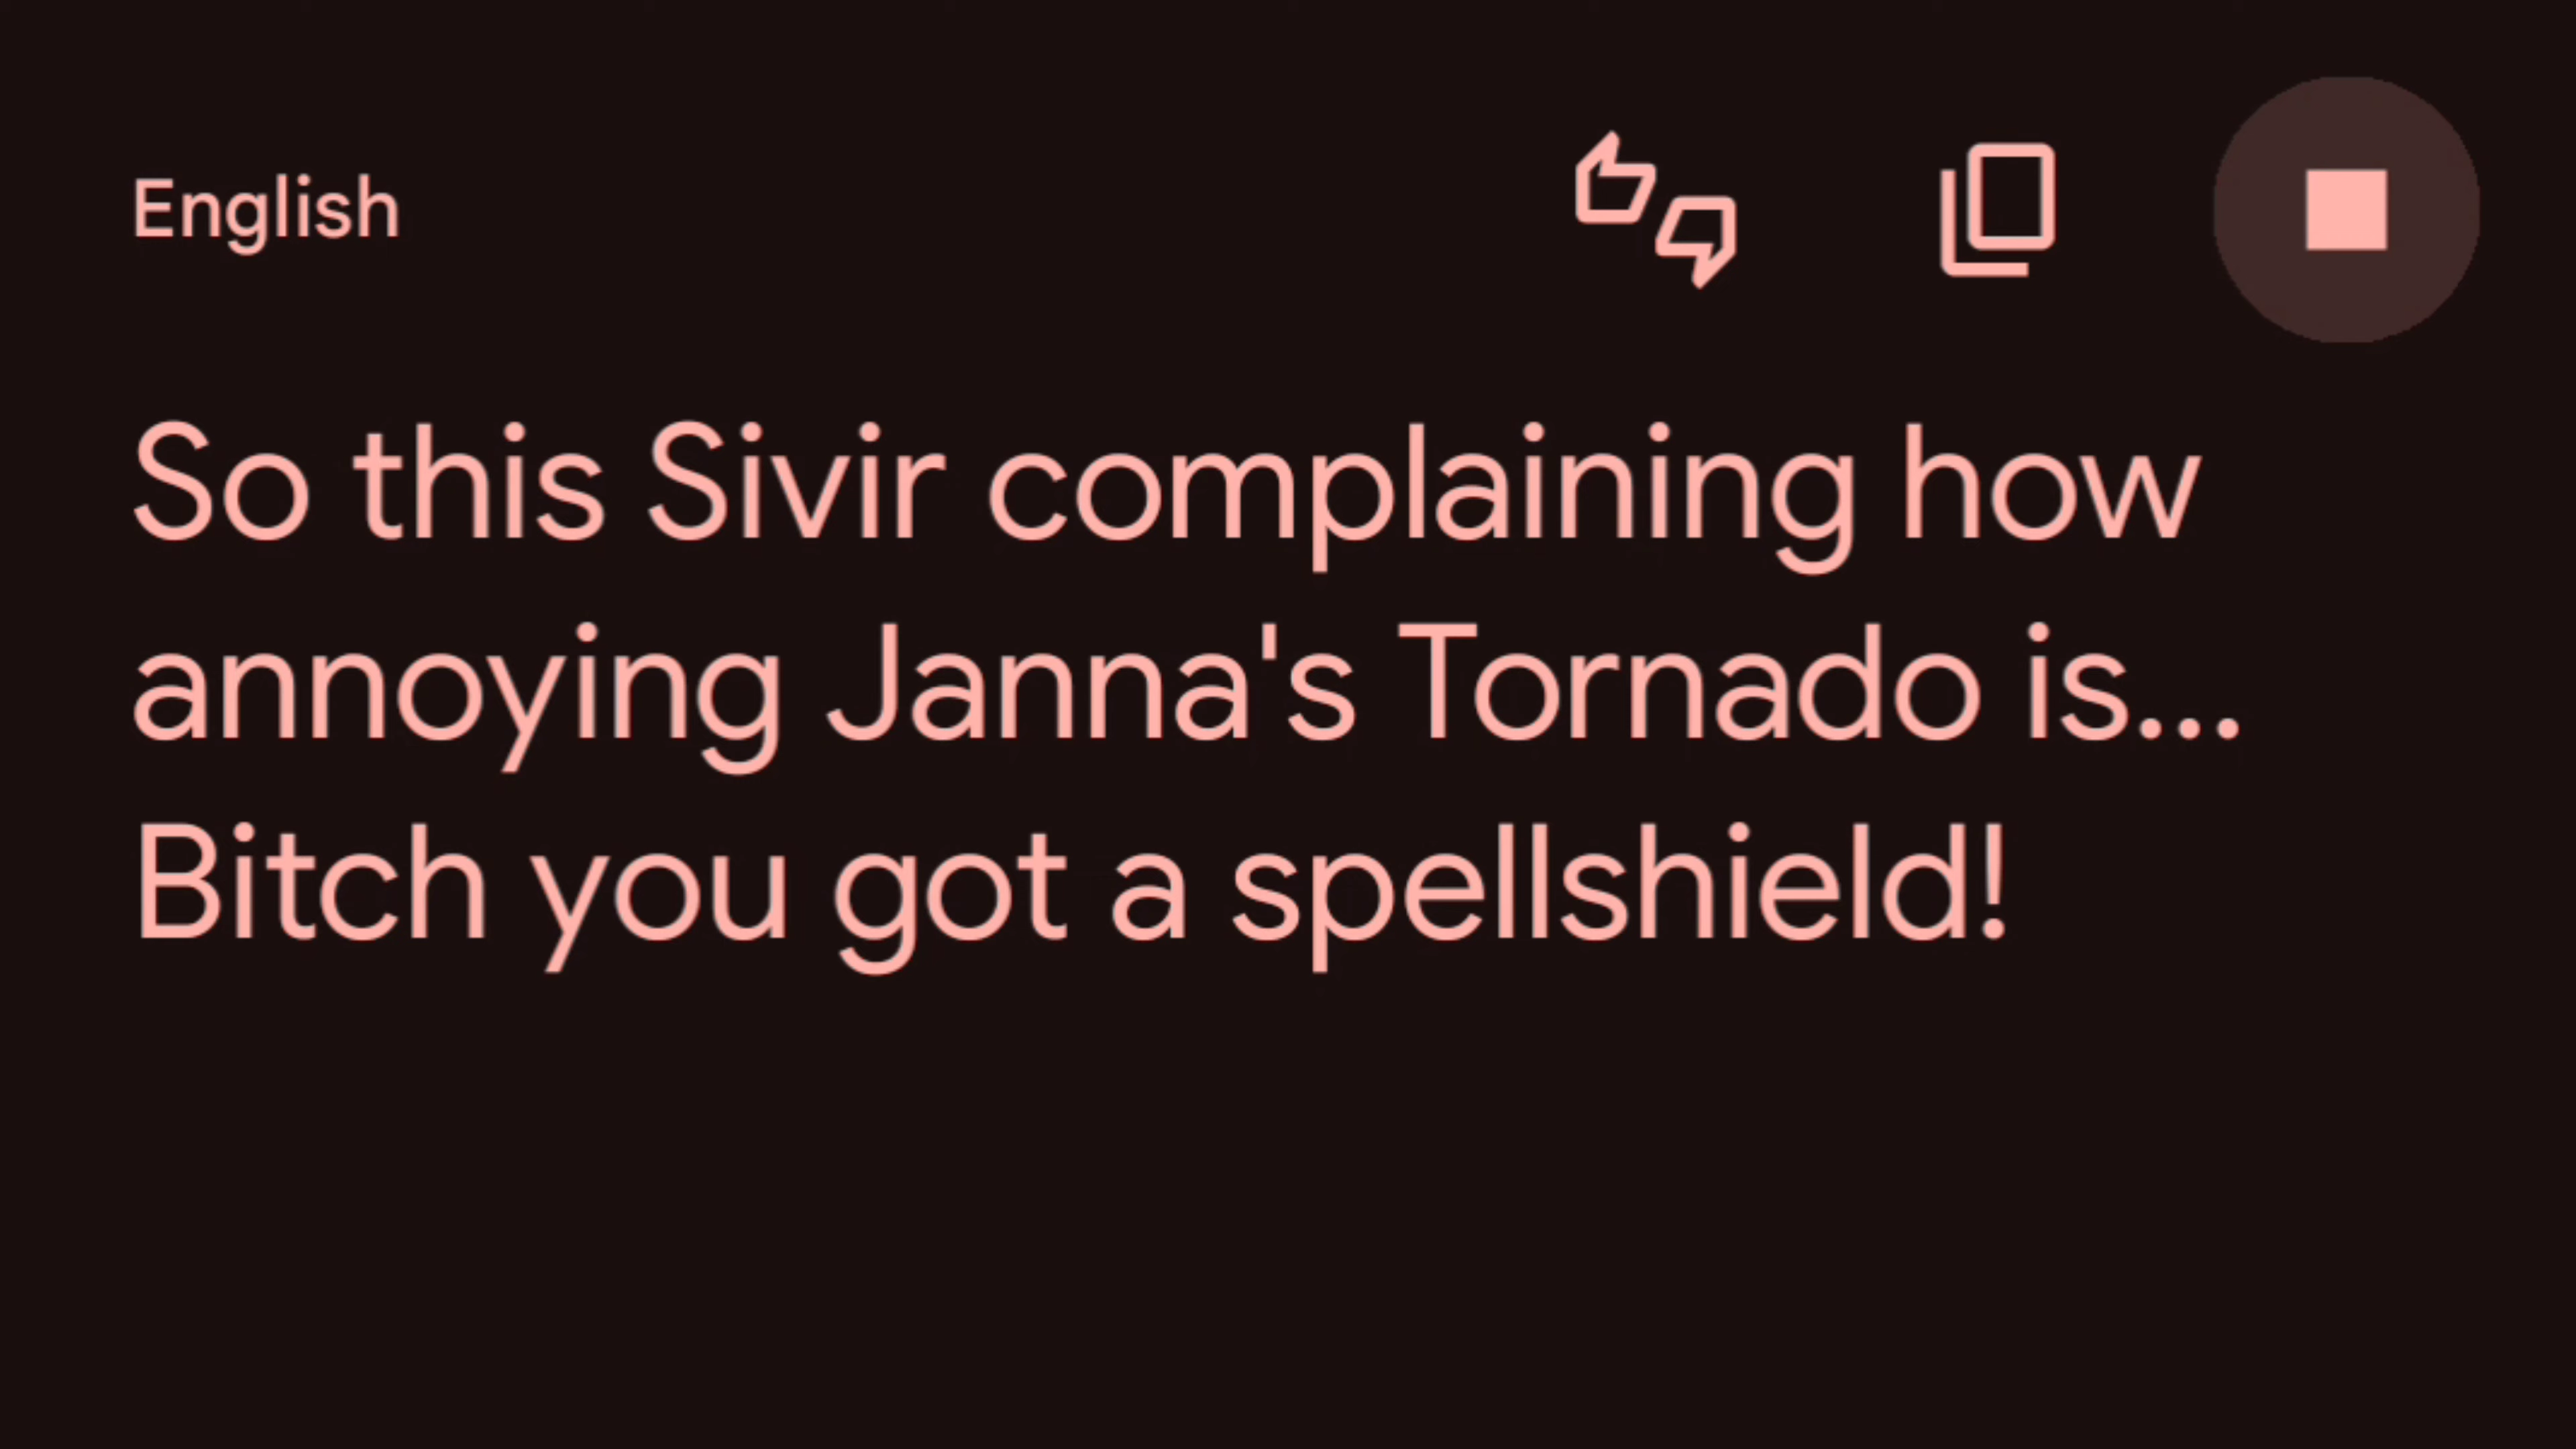 English
So this Sivir complaining how
annoying Janna's Tornado is...
Bitch you got a spellshield!